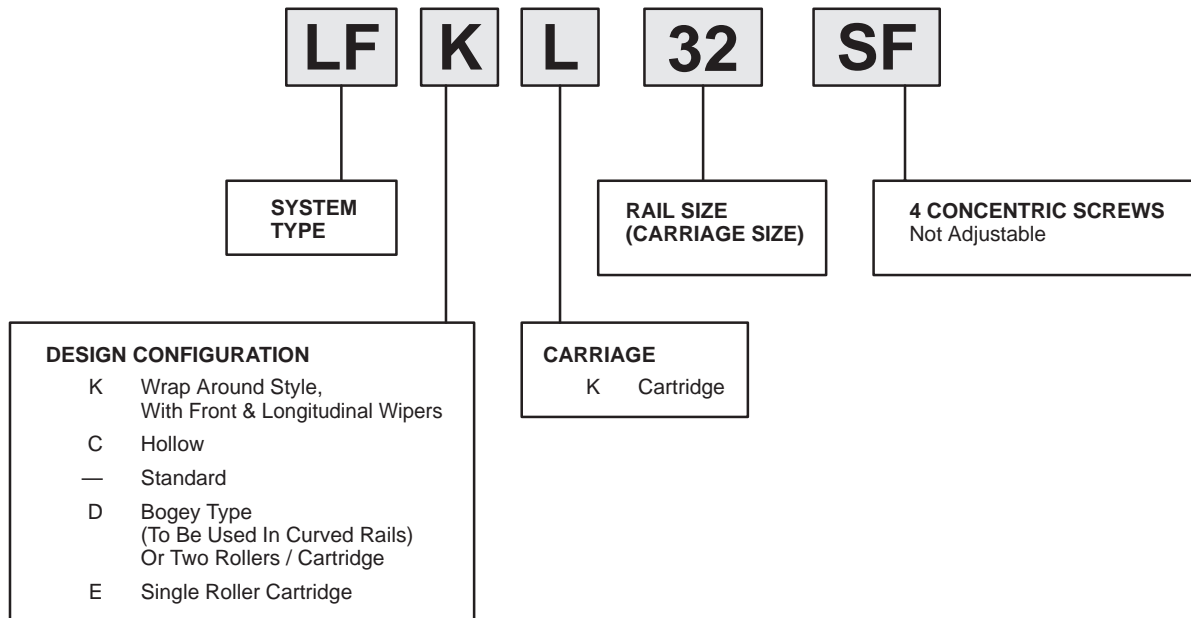 LF K L 32 SF
SYSTEM
TYPE
RAIL SIZE
(CARRIAGE SIZE)
4 CONCENTRIC SCREWS
Not Adjustable
DESIGN CONFIGURATION
K Wrap Around Style,
With Front & Longitudinal Wipers
C Hollow
— Standard
D Bogey Type
(To Be Used In Curved Rails)
Or Two Rollers / Cartridge
E Single Roller Cartridge
CARRIAGE
K Cartridge